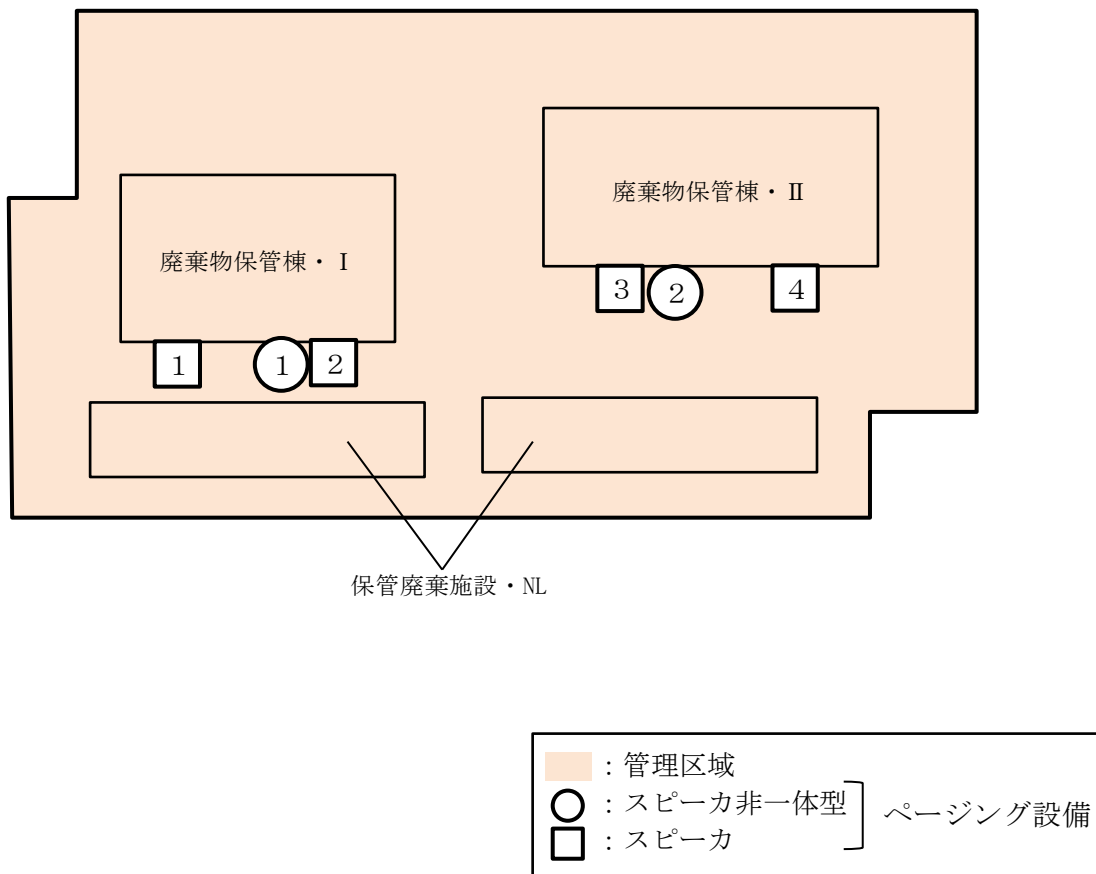 廃棄物保管棟・Ⅱ
廃棄物保管棟・Ⅰ
3
2
4
1
1
2
保管廃棄施設・NL
：管理区域
：スピーカ非一体型
：スピーカ
ページング設備